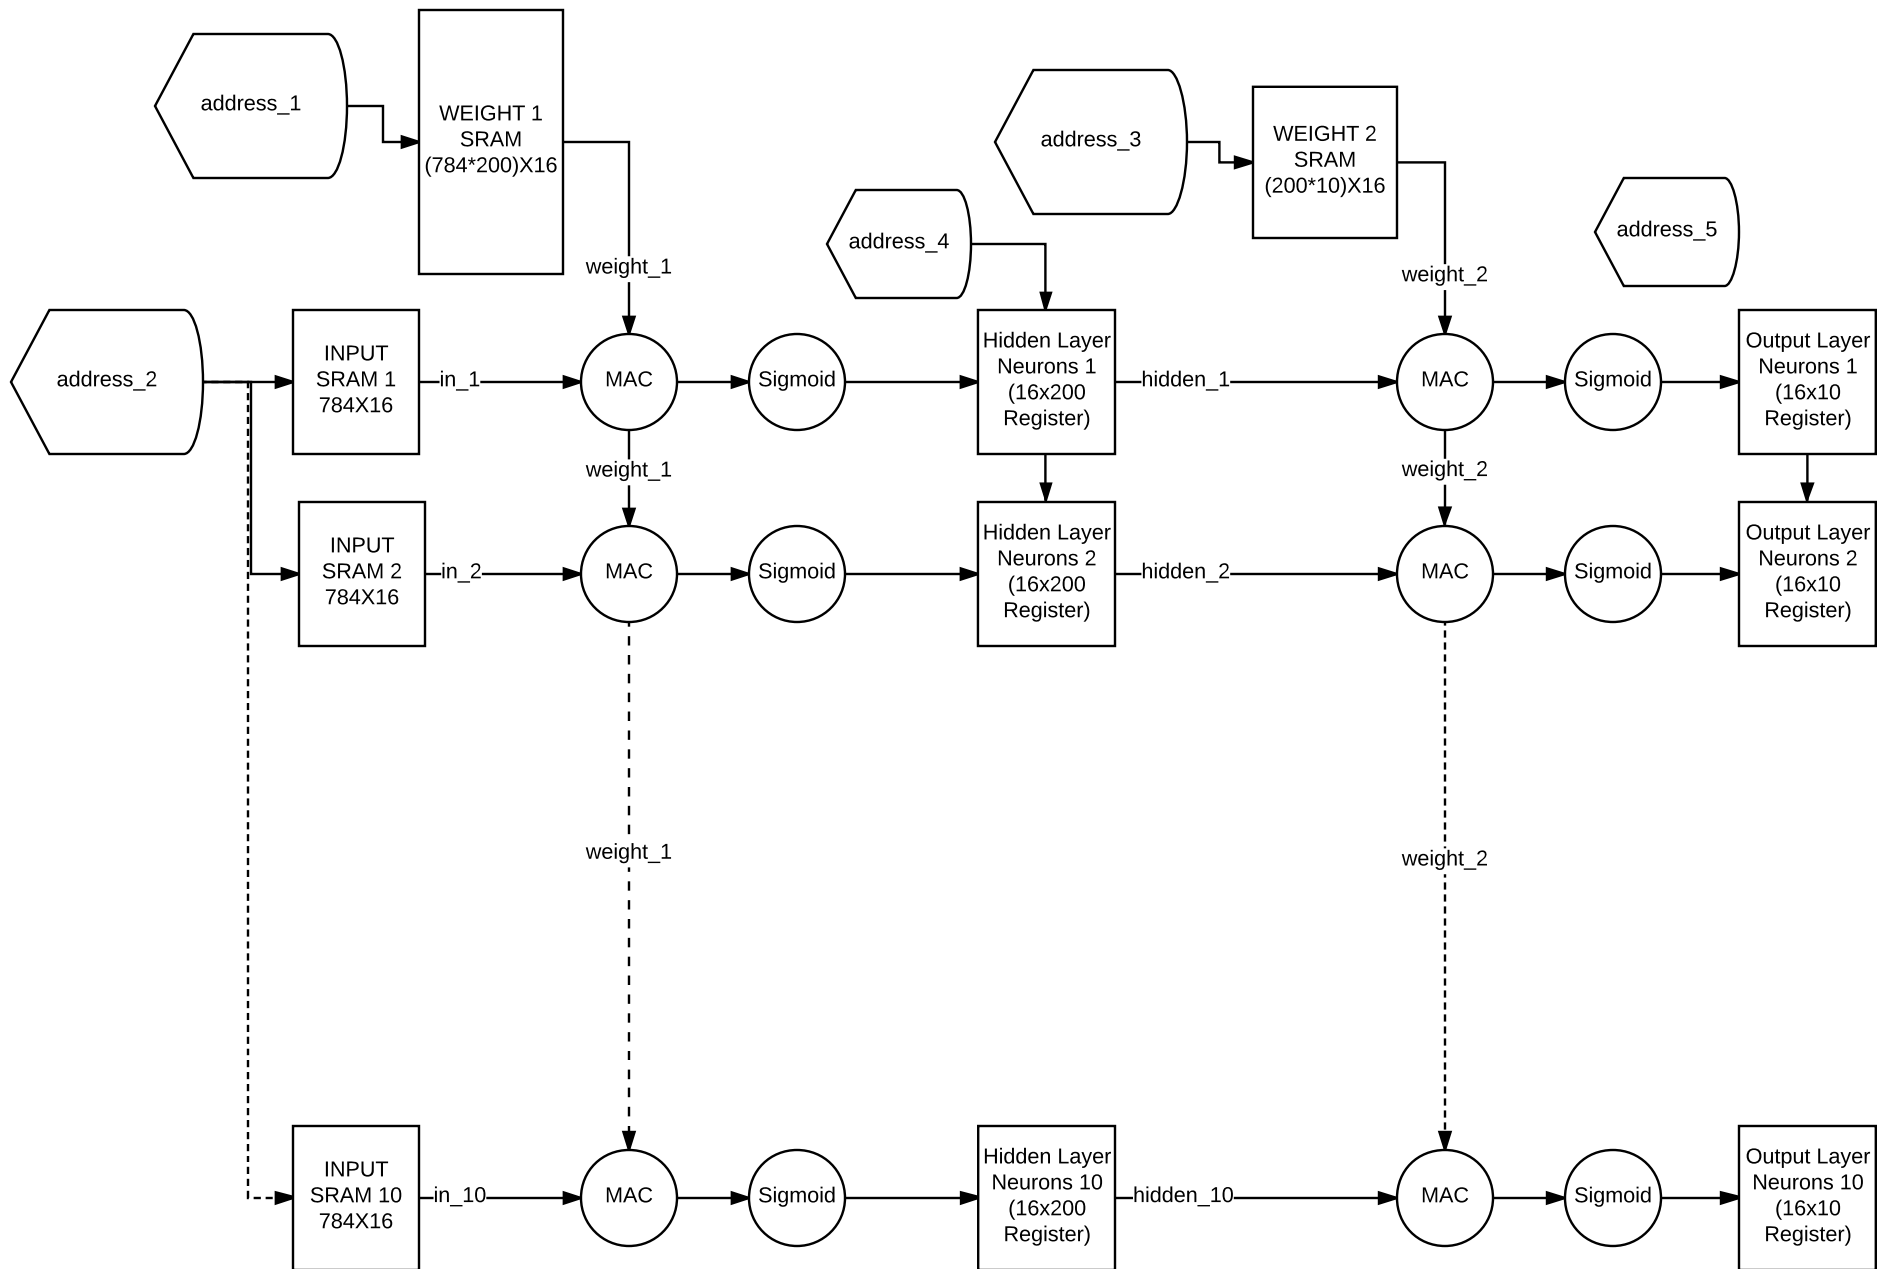 address_1
WEIGHT 1
SRAM
(784*200)X16
address_3
WEIGHT 2
SRAM
(200*10)X16
address_4
address_5
weight_1
weight_2
address_2
INPUT
SRAM 1
784X16
in_1
MAC
Sigmoid
Hidden Layer
Neurons 1
(16x200
Register)
hidden_1
MAC
Sigmoid
Output Layer
Neurons 1
(16x10
Register)
weight_1
weight_2
INPUT
SRAM 2
784X16
in_2
MAC
Sigmoid
Hidden Layer
Neurons 2
(16x200
Register)
hidden_2
MAC
Sigmoid
Output Layer
Neurons 2
(16x10
Register)
weight_1
weight_2
INPUT
SRAM 10
784X16
in_10
MAC
Sigmoid
Hidden Layer
Neurons 10
(16x200
Register)
hidden_10
MAC
Sigmoid
Output Layer
Neurons 10
(16x10
Register)